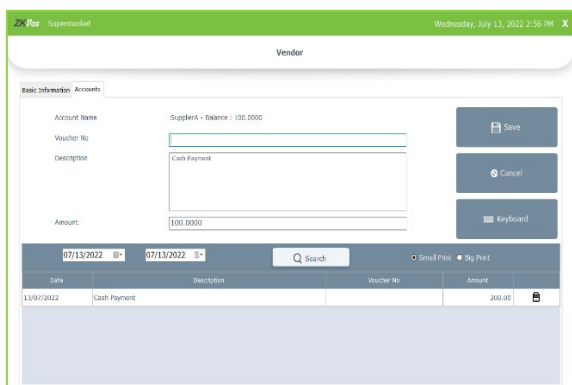 ZKPos Supermarket Wednesday, July 13, 2022 2:56 PM X
Vendor
Basic Information Accounts
Account Name SupplierA - Balance : 100.0000
Voucher No
Description Cash Payment
Amount 100.0000
Save
Cancel
Keyboard
07/13/2022 07/13/2022 Search Small Print Big Print
Date Description Voucher No Amount
13/07/2022 Cash Payment 200.00